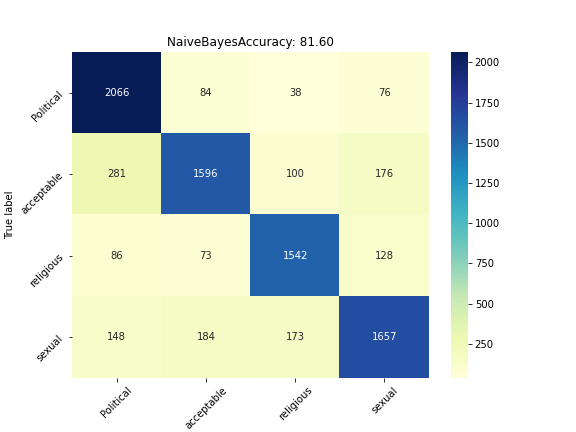 NaiveBayesAccuracy: 81.60
True label
Political 2066 84 38 76
acceptable 281 1596 100 176
religious 86 73 1542 128
sexual 148 184 173 1657
Political acceptable religious sexual
2000
1750
1500
1250
1000
750
500
250